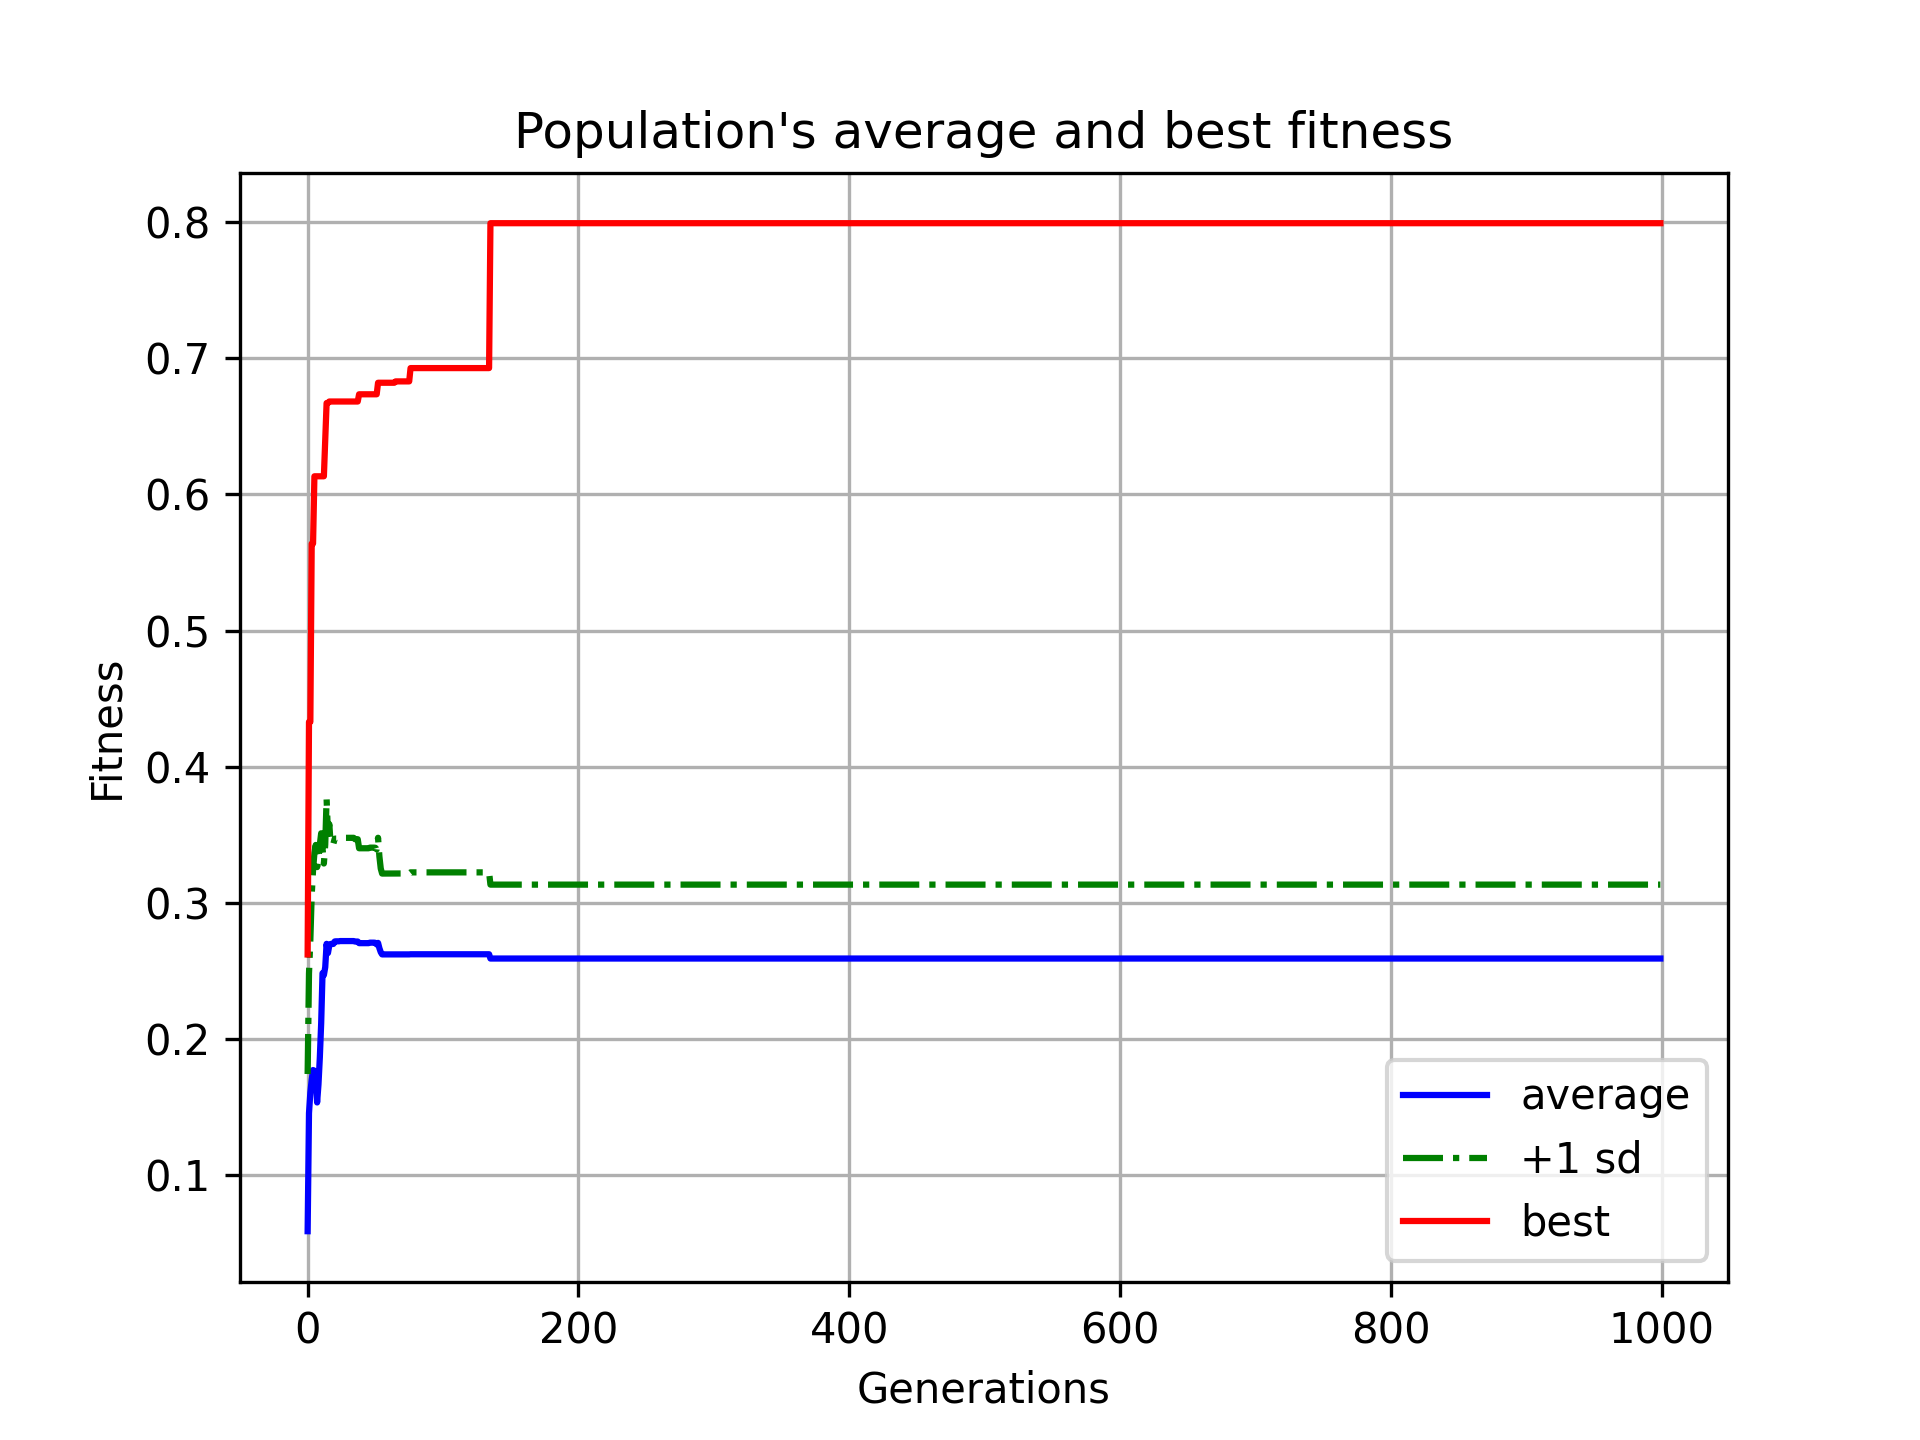 Population's average and best fitness
0.8
0.7
0.6
0.5
0.4
0.3
0.2
0.1
Fitness
average
+1 sd
best
0 200 400 600 800 1000
Generations